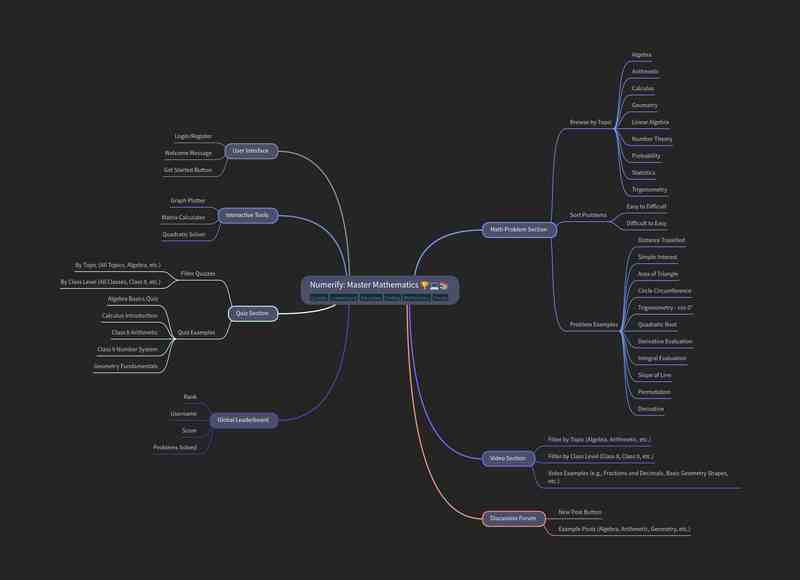 Numerify: Master Mathematics 🏆💻📚
User Interface
Login/Register
Welcome Message
Get Started Button
Interactive Tools
Graph Plotter
Matrix Calculator
Quadratic Solver
Quiz Section
Filter Quizzes
By Topic (All Topics, Algebra, etc.)
By Class Level (All Classes, Class 8, etc.)
Quiz Examples
Algebra Basics Quiz
Calculus Introduction
Class 8 Arithmetic
Class 9 Number System
Geometry Fundamentals
Global Leaderboard
Rank
Username
Score
Problems Solved
Math Problem Section
Browse by Topic
Algebra
Arithmetic
Calculus
Geometry
Linear Algebra
Number Theory
Probability
Statistics
Trigonometry
Sort Problems
Easy to Difficult
Difficult to Easy
Problem Examples
Distance Travelled
Simple Interest
Area of Triangle
Circle Circumference
Trigonometry - cos 0°
Quadratic Root
Derivative Evaluation
Integral Evaluation
Slope of Line
Permutation
Derivative
Video Section
Filter by Topic (Algebra, Arithmetic, etc.)
Filter by Class Level (Class 8, Class 9, etc.)
Video Examples (e.g., Fractions and Decimals, Basic Geometry Shapes,
etc.)
Discussion Forum
New Post Button
Example Posts (Algebra, Arithmetic, Geometry, etc.)